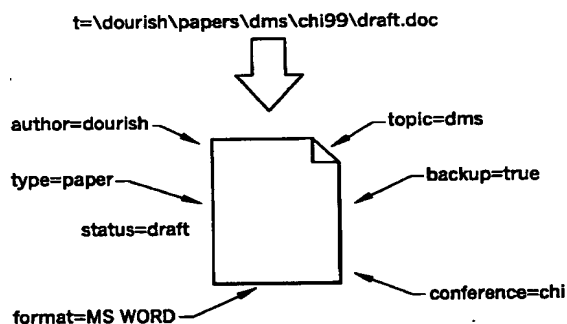 t=\dourish\papers\dms\chi99\draft.doc
author=dourish
topic=dms
type=paper
backup=true
status=draft
conference=chi
format=MS WORD